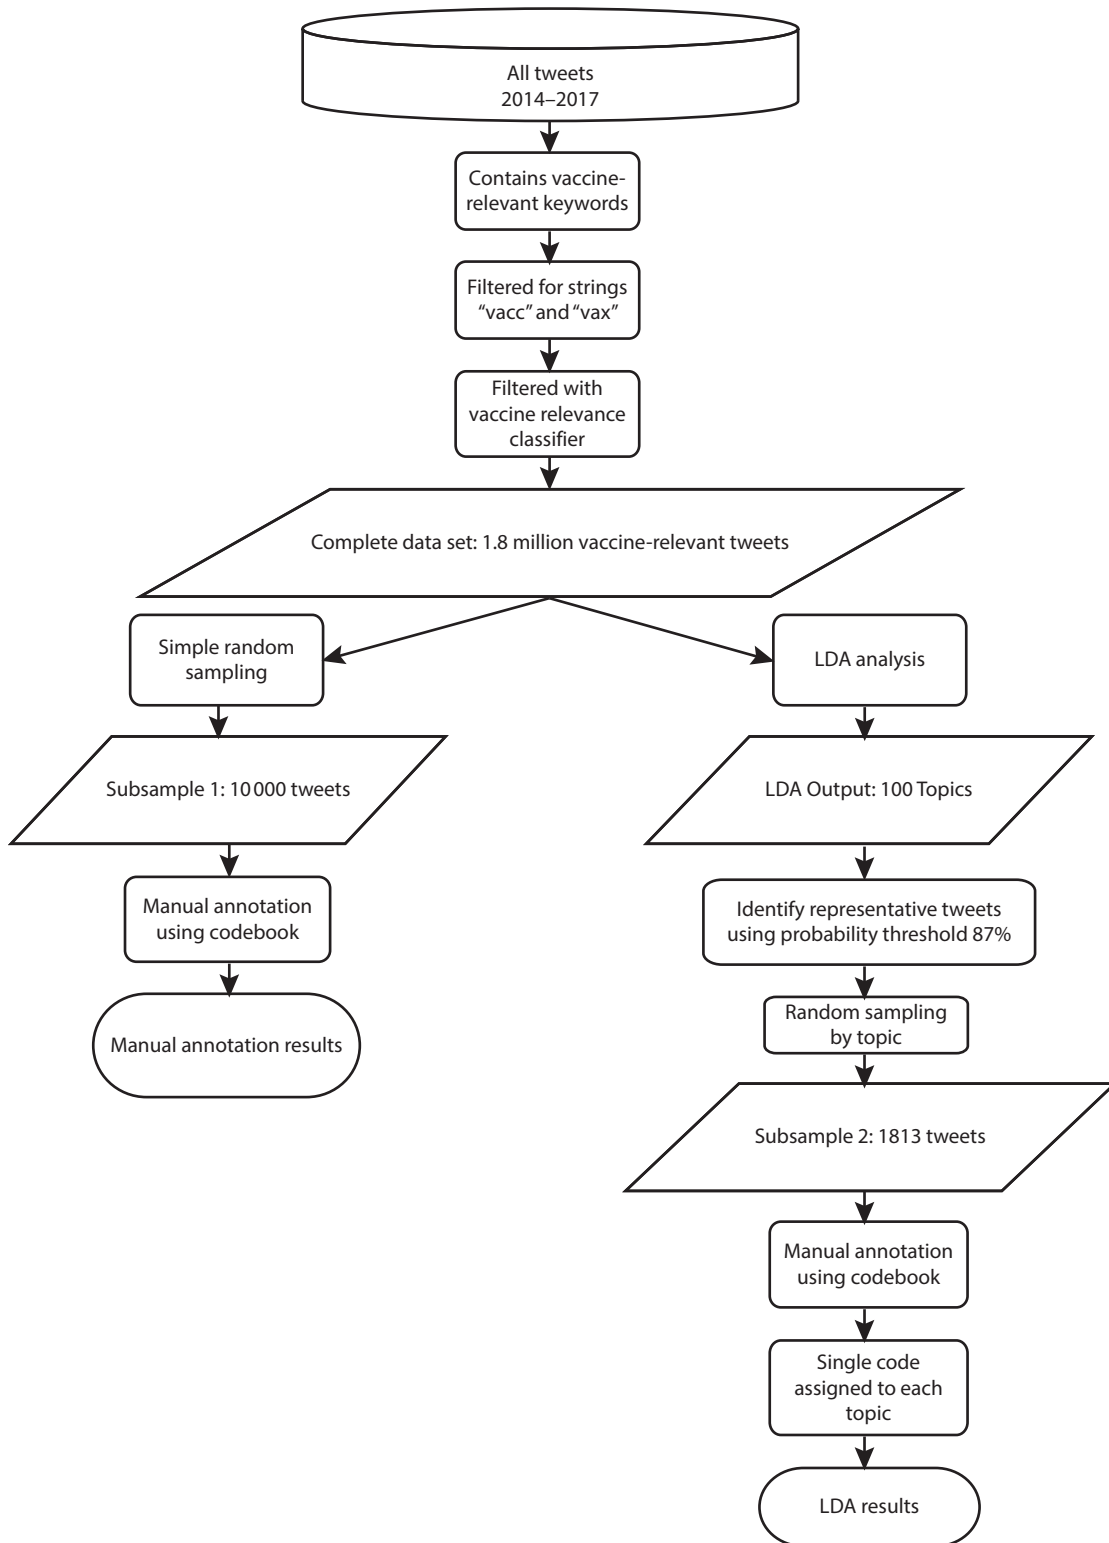 All tweets
2014–2017
Contains vaccine-
relevant keywords
Filtered for strings
“vacc” and “vax”
Filtered with
vaccine relevance
classifier
Complete data set: 1.8 million vaccine-relevant tweets
Simple random
sampling
Subsample 1: 10 000 tweets
Manual annotation
using codebook
Manual annotation results
LDA analysis
LDA Output: 100 Topics
Identify representative tweets
using probability threshold 87%
Random sampling
by topic
Subsample 2: 1813 tweets
Manual annotation
using codebook
Single code
assigned to each
topic
LDA results